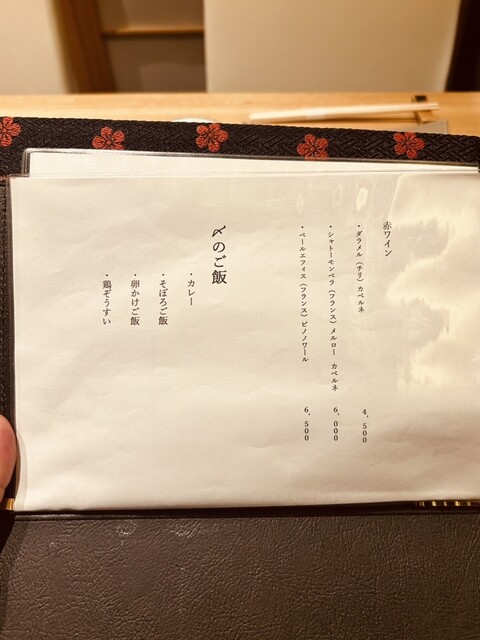 赤ワイン
・ダラメル（チリ）カベルネ 4,500
・シャトーモンペラ（フランス）メルロー カベルネ 6,000
・ペールエフィス（フランス）ピノノワール 6,500
〆のご飯
・カレー
・そぼろご飯
・卵かけご飯
・鶏ぞうすい